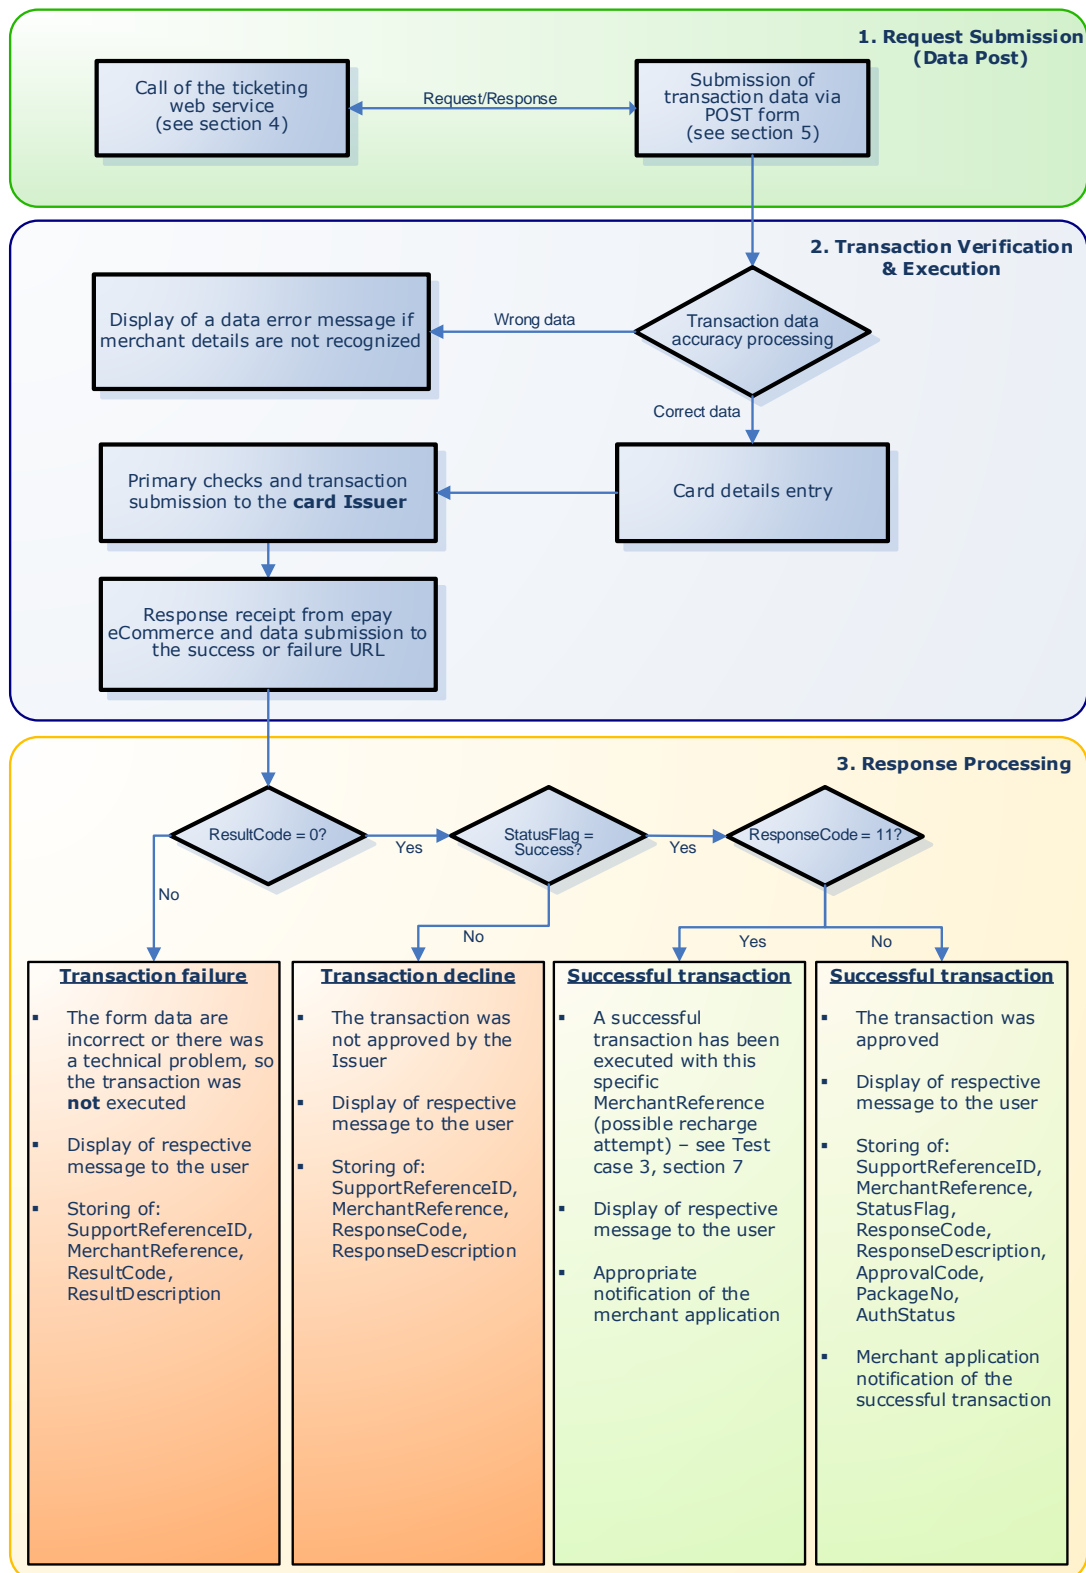 1. Request Submission
(Data Post)
Call of the ticketing
web service
(see section 4)
Request/Response
Submission of
transaction data via
POST form
(see section 5)
2. Transaction Verification
& Execution
Display of a data error message if
merchant details are not recognized
Wrong data
Transaction data
accuracy processing
Correct data
Primary checks and transaction
submission to the card Issuer
Card details entry
Response receipt from epay
eCommerce and data submission to
the success or failure URL
3. Response Processing
ResultCode = 0?
Yes
StatusFlag =
Success?
Yes
ResponseCode = 11?
No
No
Yes
No
Transaction failure
▪ The form data are
incorrect or there was
a technical problem, so
the transaction was
not executed
▪ Display of respective
message to the user
▪ Storing of:
SupportReferenceID,
MerchantReference,
ResultCode,
ResultDescription
Transaction decline
▪ The transaction was
not approved by the
Issuer
▪ Display of respective
message to the user
▪ Storing of:
SupportReferenceID,
MerchantReference,
ResponseCode,
ResponseDescription
Successful transaction
▪ A successful
transaction has been
executed with this
specific
MerchantReference
(possible recharge
attempt) – see Test
case 3, section 7
▪ Display of respective
message to the user
▪ Appropriate
notification of the
merchant application
Successful transaction
▪ The transaction was
approved
▪ Display of respective
message to the user
▪ Storing of:
SupportReferenceID,
MerchantReference,
StatusFlag,
ResponseCode,
ResponseDescription,
ApprovalCode,
PackageNo,
AuthStatus
▪ Merchant application
notification of the
successful transaction